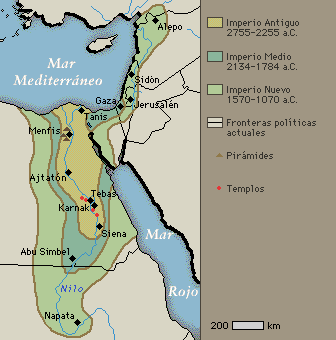 Alepo
Mar
Mediterráneo
Sidón
Jerusalén
Gaza
Tanis
Menfis
Ajtatón
Tebas
Karnak
Siena
Abu Simbel
Nilo
Napata
Mar
Rojo
Imperio Antiguo
2755-2255 a.C.
Imperio Medio
2134-1784 a.C.
Imperio Nuevo
1570-1070 a.C.
Fronteras políticas
actuales
Pirámides
Templos
200 km